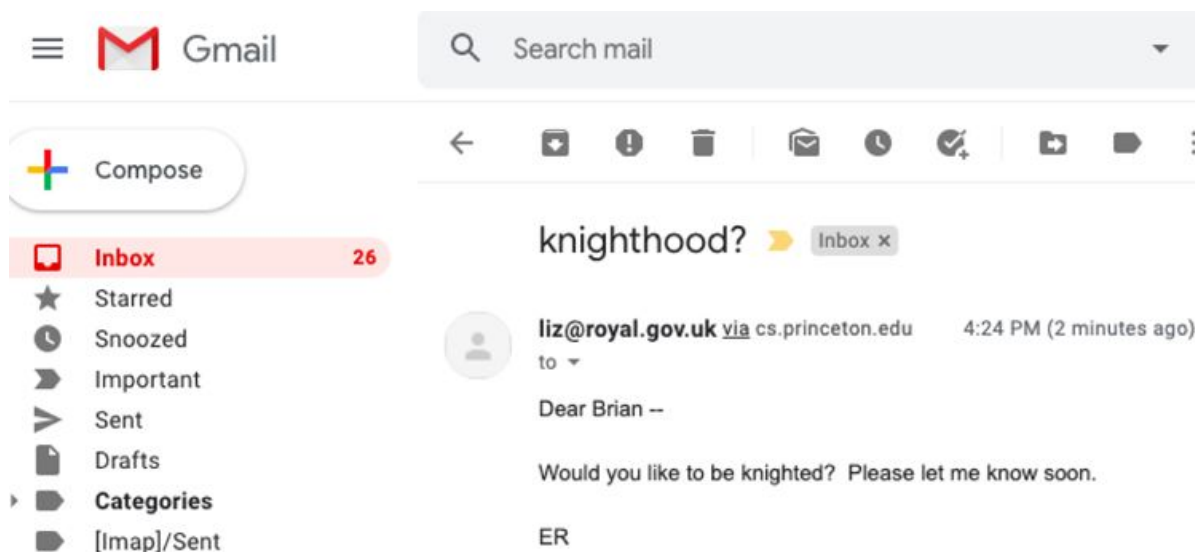 Gmail
Search mail
Compose
Inbox 26
Starred
Snoozed
Important
Sent
Drafts
Categories
[Imap]/Sent
knighthood? Inbox x
liz@royal.gov.uk via cs.princeton.edu 4:24 PM (2 minutes ago)
to
Dear Brian --
Would you like to be knighted? Please let me know soon.
ER